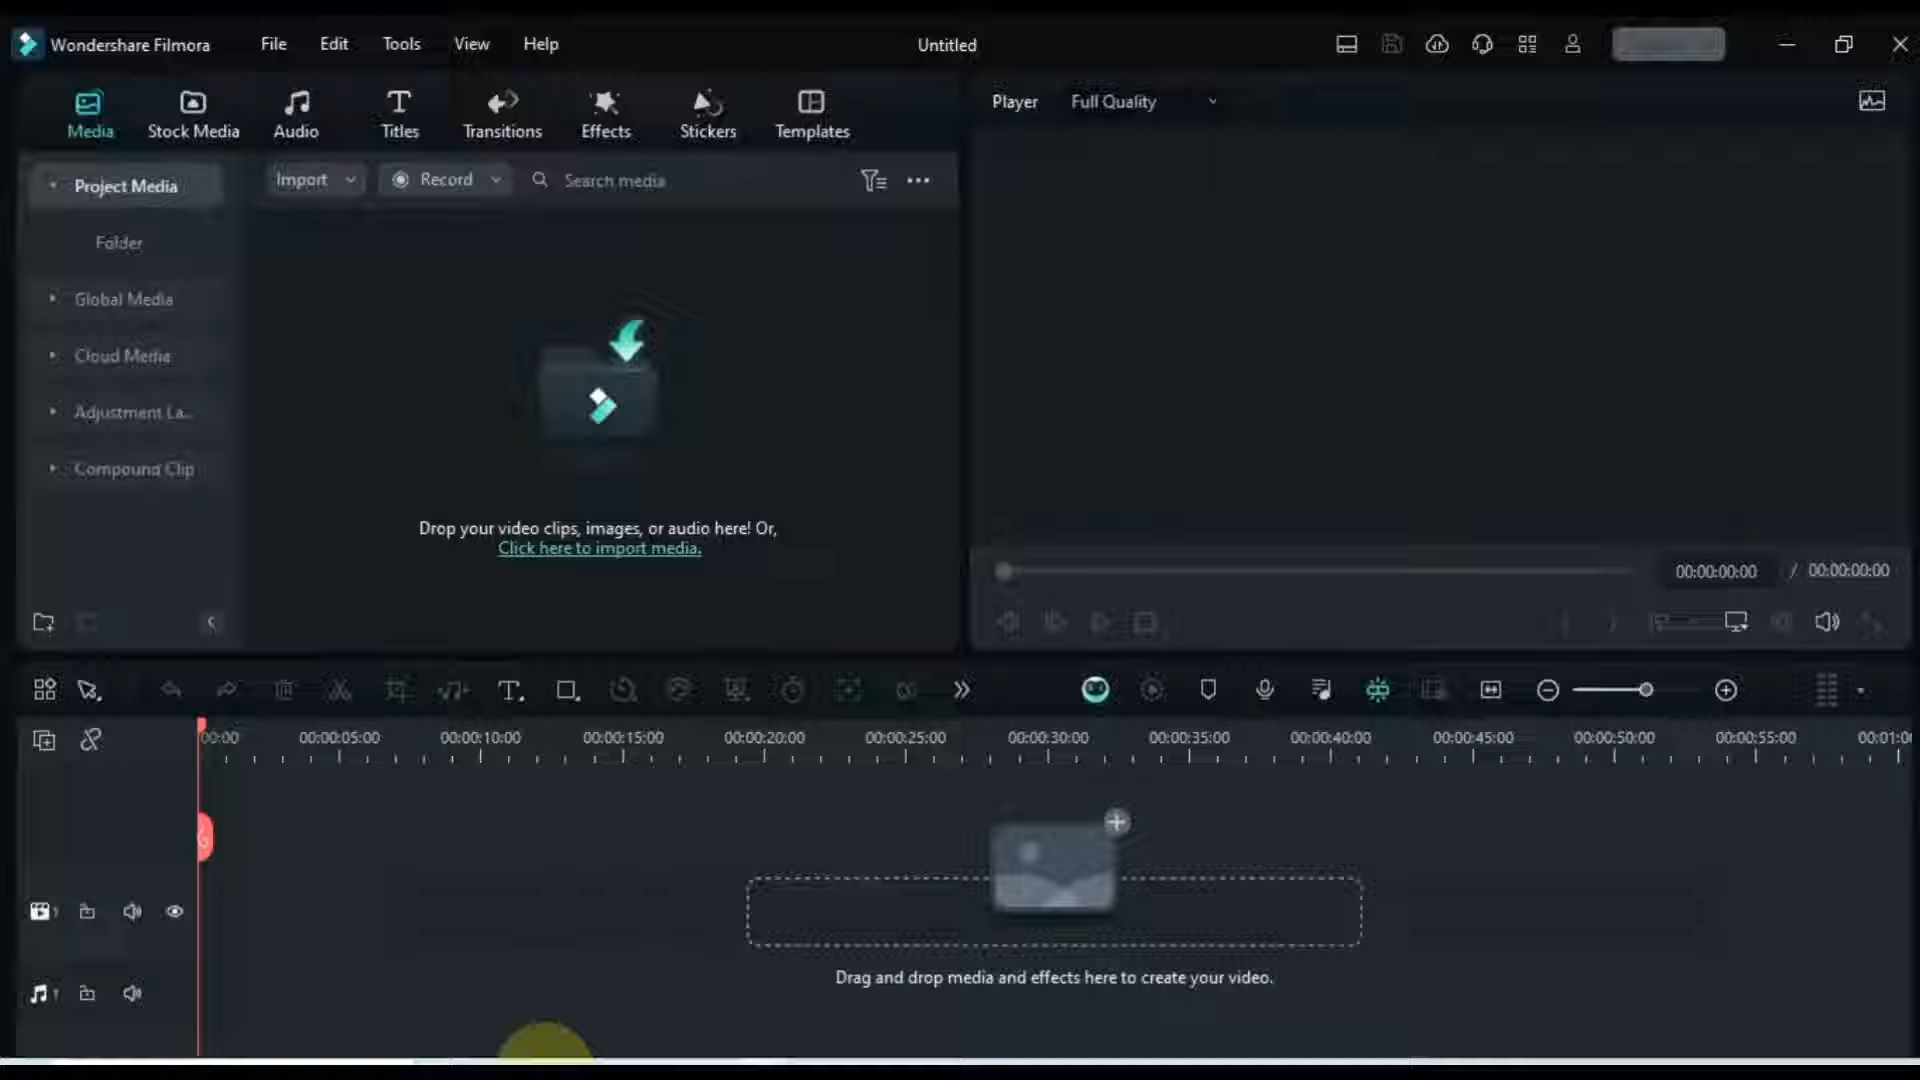 Wondershare Filmora File Edit Tools View Help Untitled
Media Stock Media Audio Titles Transitions Effects Stickers Templates
Player Full Quality
Project Media
Import Record Search media
Folder
Global Media
Cloud Media
Adjustment La...
Compound Clip
Drop your video clips, images, or audio here! Or,
Click here to import media.
00:00:00:00 / 00:00:00:00
00:00 00:00:05:00 00:00:10:00 00:00:15:00 00:00:20:00 00:00:25:00 00:00:30:00 00:00:35:00 00:00:40:00 00:00:45:00 00:00:50:00 00:00:55:00 00:01:0
1
Drag and drop media and effects here to create your video.
1